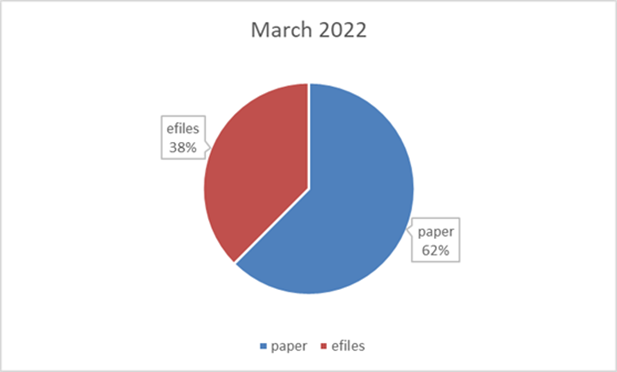 March 2022
efiles
38%
paper
62%
paper efiles